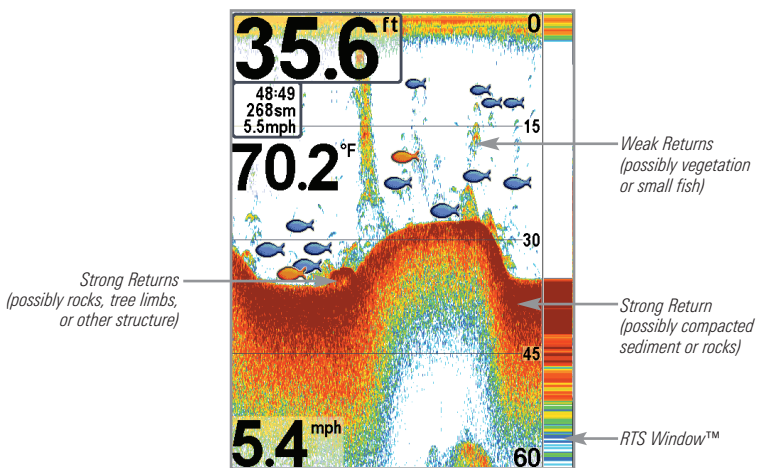 35.6 ft
0
48:49
268sm
5.5mph
15
70.2 °F
Weak Returns
(possibly vegetation
or small fish)
30
Strong Returns
(possibly rocks, tree limbs,
or other structure)
Strong Return
(possibly compacted
sediment or rocks)
45
5.4 mph
RTS Window™
60